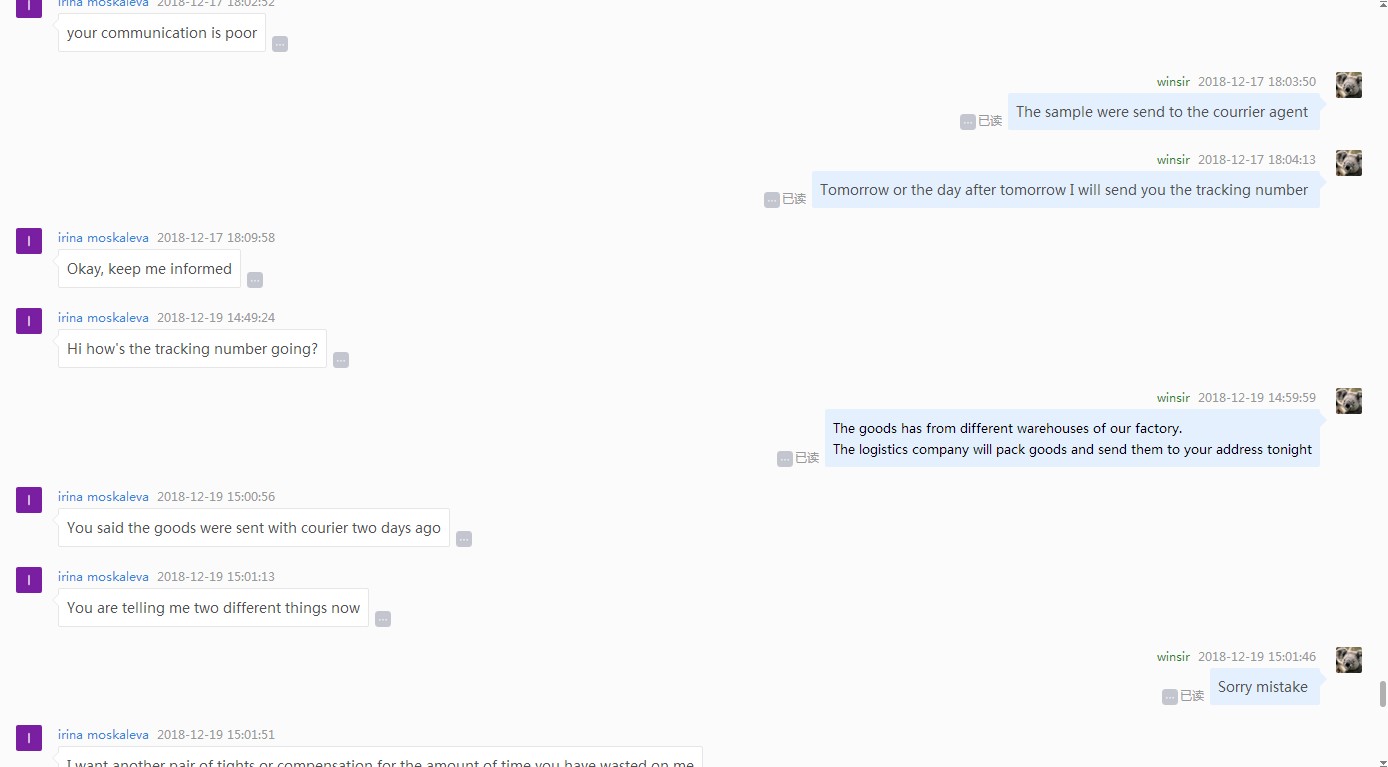 I
irina moskaleva 2018-12-17 18:02:52
your communication is poor
...
winsir 2018-12-17 18:03:50
... 已读 The sample were send to the courrier agent
winsir 2018-12-17 18:04:13
... 已读 Tomorrow or the day after tomorrow I will send you the tracking number
I irina moskaleva 2018-12-17 18:09:58
Okay, keep me informed
...
I irina moskaleva 2018-12-19 14:49:24
Hi how's the tracking number going?
...
winsir 2018-12-19 14:59:59
The goods has from different warehouses of our factory.
... 已读 The logistics company will pack goods and send them to your address tonight
I irina moskaleva 2018-12-19 15:00:56
You said the goods were sent with courier two days ago
...
I irina moskaleva 2018-12-19 15:01:13
You are telling me two different things now
...
winsir 2018-12-19 15:01:46
... 已读 Sorry mistake
I irina moskaleva 2018-12-19 15:01:51
I want another pair of tights or compensation for the amount of time you have wasted on me